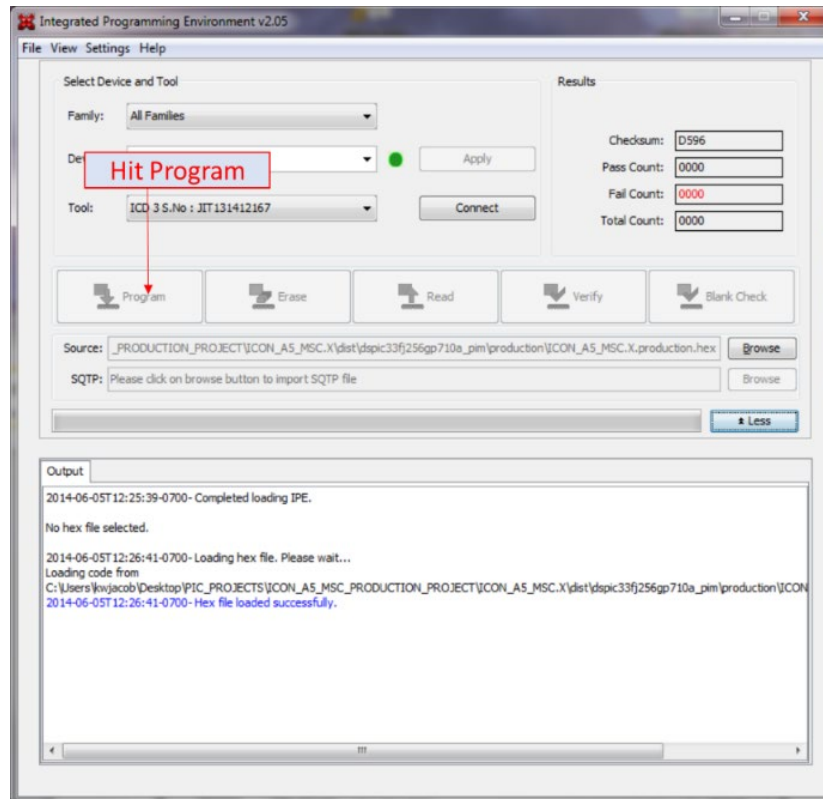 Integrated Programming Environment v2.05
File View Settings Help
Select Device and Tool
Results
Family: All Families
Checksum: D596
Apply
Pass Count: 0000
Hit Program
Fail Count: 0000
Tool: ICD 3 S.No : JIT131412167
Connect
Total Count: 0000
Program Erase Read Verify Blank Check
Source: _PRODUCTION_PROJECT\ICON_A5_MSC.X\dist\dspic33fj256gp710a_pim\production\ICON_A5_MSC.X.production.hex Browse
SQTP: Please click on browse button to import SQTP file Browse
Less
Output
2014-06-05T12:25:39-0700- Completed loading IPE.
No hex file selected.
2014-06-05T12:26:41-0700- Loading hex file. Please wait...
Loading code from
C:\Users\kwjacob\Desktop\PIC_PROJECTS\ICON_A5_MSC_PRODUCTION_PROJECT\ICON_A5_MSC.X\dist\dspic33fj256gp710a_pim\production\ICON
2014-06-05T12:26:41-0700- Hex file loaded successfully.